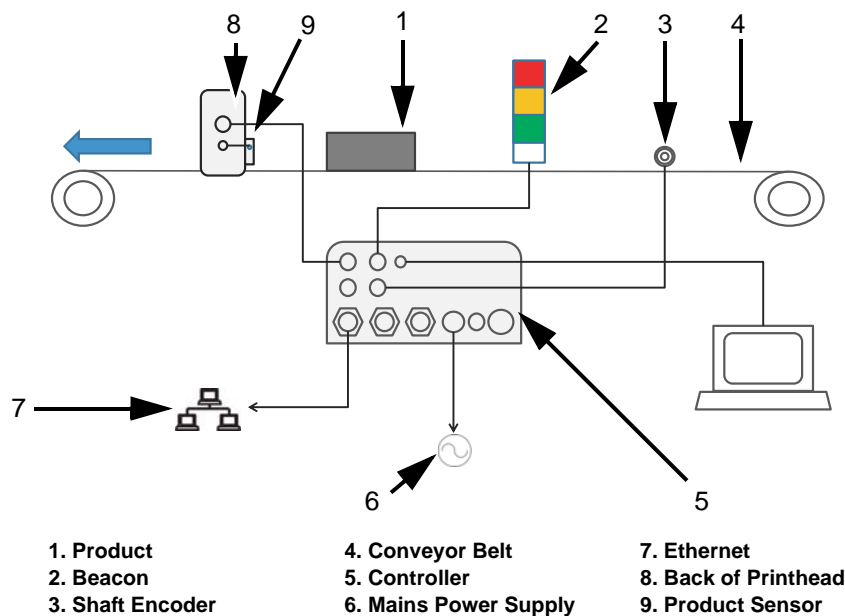 8
9
1
2
3
4
7
6
5
1. Product
2. Beacon
3. Shaft Encoder
4. Conveyor Belt
5. Controller
6. Mains Power Supply
7. Ethernet
8. Back of Printhead
9. Product Sensor